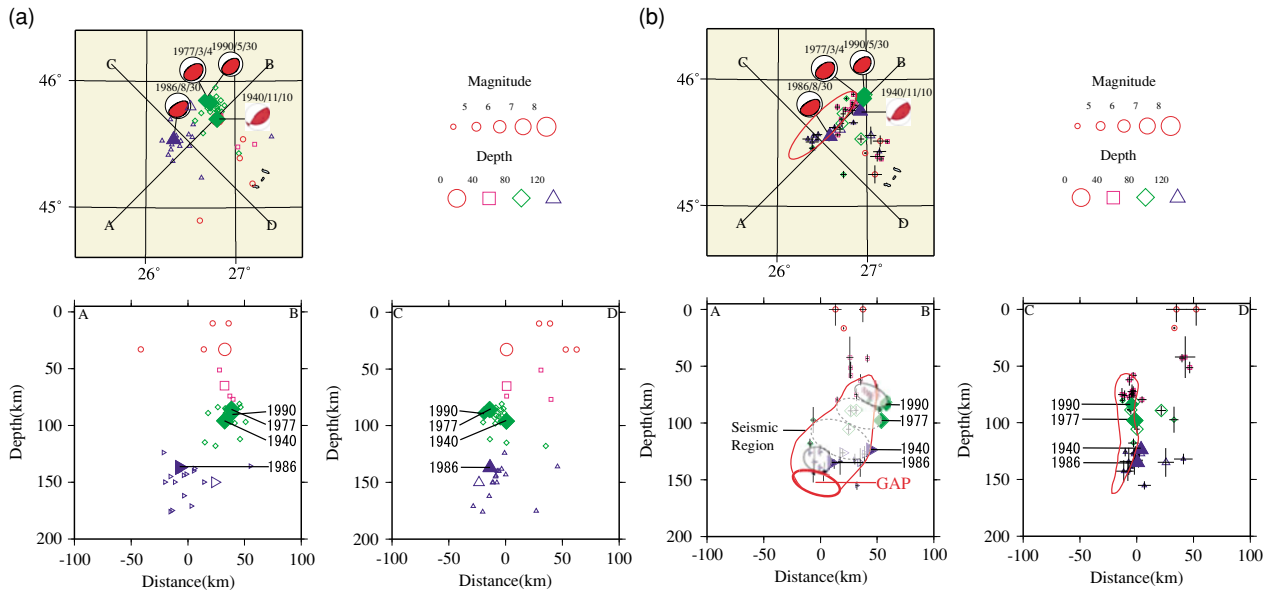 (a)
1990/5/30
1977/3/4
C
B
46°
1986/8/30
1940/11/10
45°
A
D
26°
27°
Magnitude
5 6 7 8
Depth
0 40 80 120
(b)
1977/3/4
1990/5/30
C
B
46°
1986/8/30
1940/11/10
45°
A
D
26°
27°
Magnitude
5 6 7 8
Depth
0 40 80 120
0
A
B
50
Depth(km)
1990
100
1977
1940
1986
150
200
-100 -50 0 50 100
Distance(km)
0
C
D
50
Depth(km)
1990
100
1977
1940
1986
150
200
-100 -50 0 50 100
Distance(km)
0
A
B
50
Depth(km)
1990
100
1977
Seismic
Region
1940
1986
150
GAP
200
-100 -50 0 50 100
Distance(km)
0
C
D
50
Depth(km)
1990
100
1977
1940
1986
150
200
-100 -50 0 50 100
Distance(km)